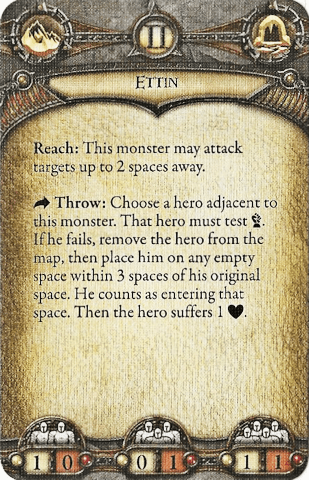 II
ETTIN
Reach: This monster may attack
targets up to 2 spaces away.
Throw: Choose a hero adjacent to
this monster. That hero must test .
If he fails, remove the hero from the
map, then place him on any empty
space within 3 spaces of his original
space. He counts as entering that
space. Then the hero suffers 1 .
1 0 0 1 1 1